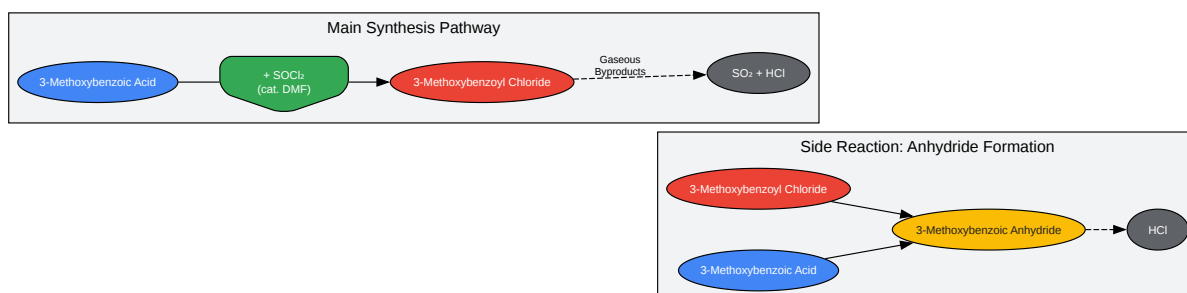 Main Synthesis Pathway
3-Methoxybenzoic Acid
+ SOCl₂
(cat. DMF)
3-Methoxybenzoyl Chloride
Gaseous
Byproducts
SO₂ + HCl
Side Reaction: Anhydride Formation
3-Methoxybenzoyl Chloride
3-Methoxybenzoic Anhydride
HCl
3-Methoxybenzoic Acid